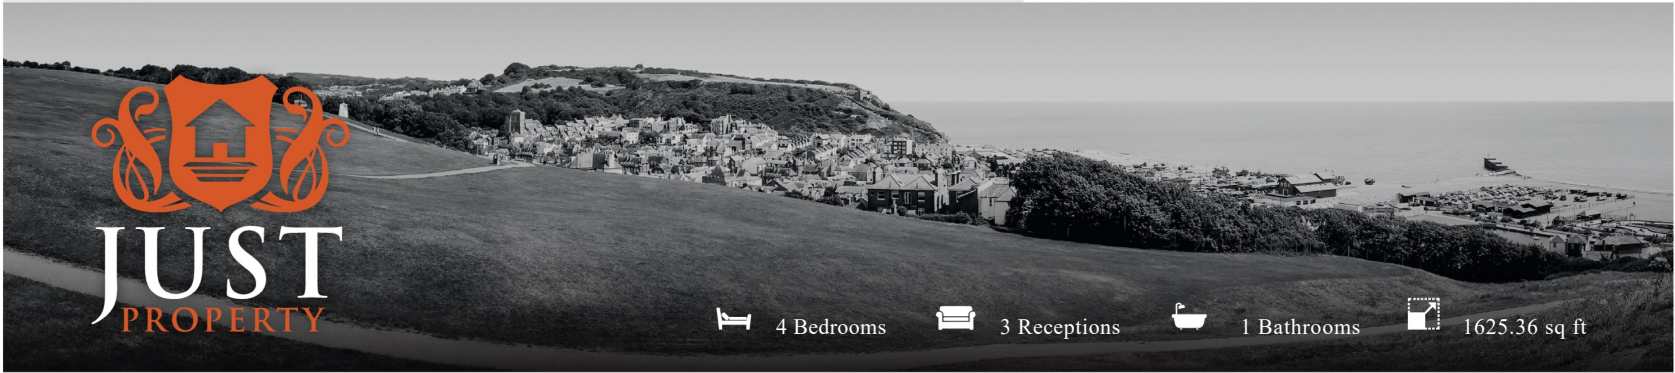 JUST
PROPERTY
4 Bedrooms
3 Receptions
1 Bathrooms
1625.36 sq ft